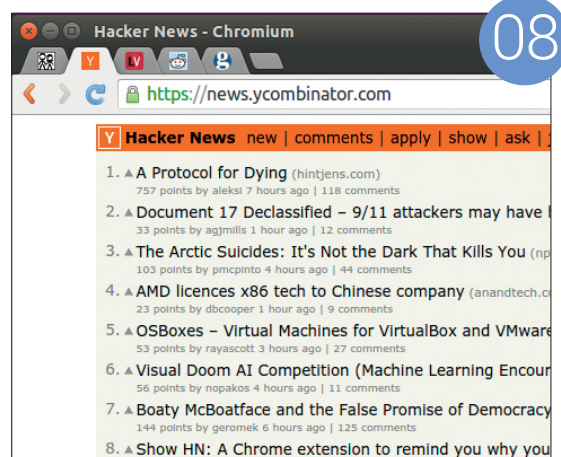 Hacker News - Chromium
08
Y LV g
https://news.ycombinator.com
Y Hacker News new | comments | apply | show | ask |
1. ▲ A Protocol for Dying (hintjens.com)
757 points by aleksi 7 hours ago | 118 comments
2. ▲ Document 17 Declassified – 9/11 attackers may have
33 points by agjmills 1 hour ago | 12 comments
3. ▲ The Arctic Suicides: It's Not the Dark That Kills You (np
103 points by pmcpinto 4 hours ago | 44 comments
4. ▲ AMD licences x86 tech to Chinese company (anandtech.co
23 points by dbcooper 1 hour ago | 9 comments
5. ▲ OSBoxes – Virtual Machines for VirtualBox and VMware
53 points by rayascott 3 hours ago | 27 comments
6. ▲ Visual Doom AI Competition (Machine Learning Encour
56 points by nopakos 4 hours ago | 11 comments
7. ▲ Boaty McBoatface and the False Promise of Democracy
144 points by geromek 6 hours ago | 125 comments
8. ▲ Show HN: A Chrome extension to remind you why you